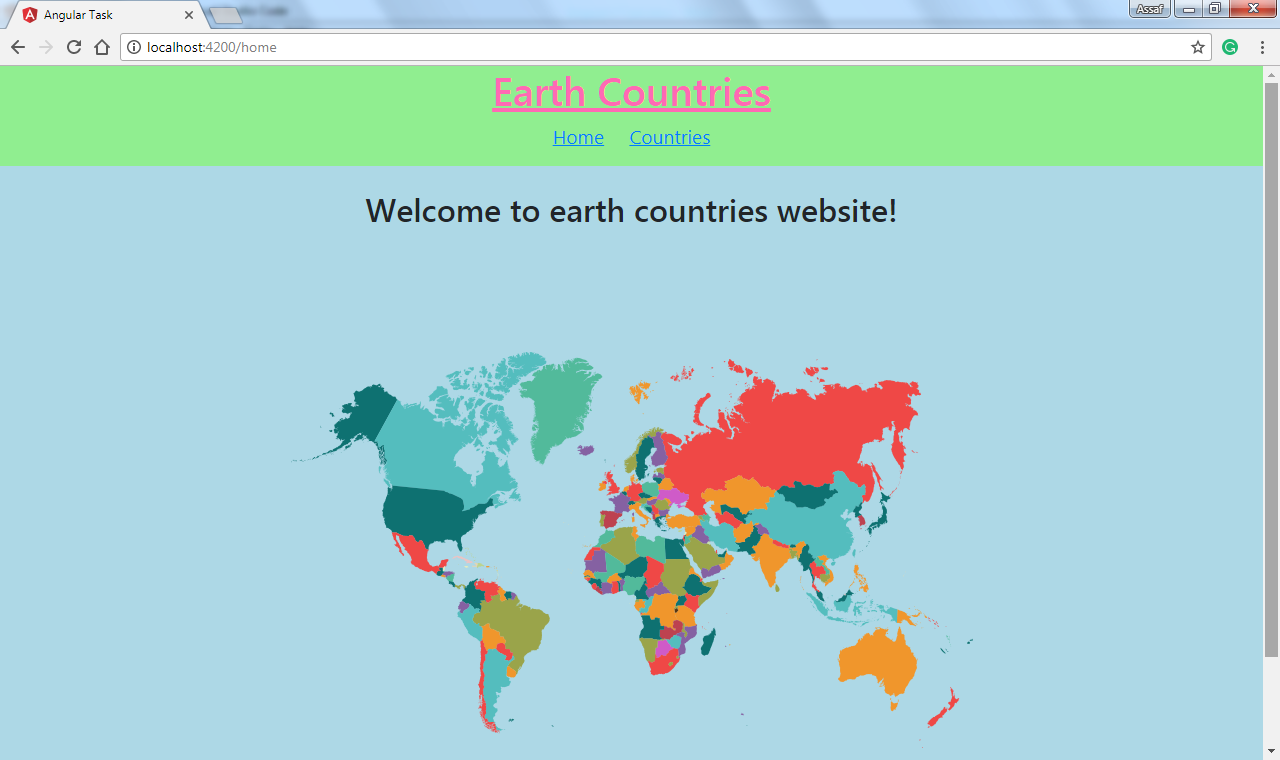 Angular Task
Assaf
localhost:4200/home
Earth Countries
Home Countries
Welcome to earth countries website!